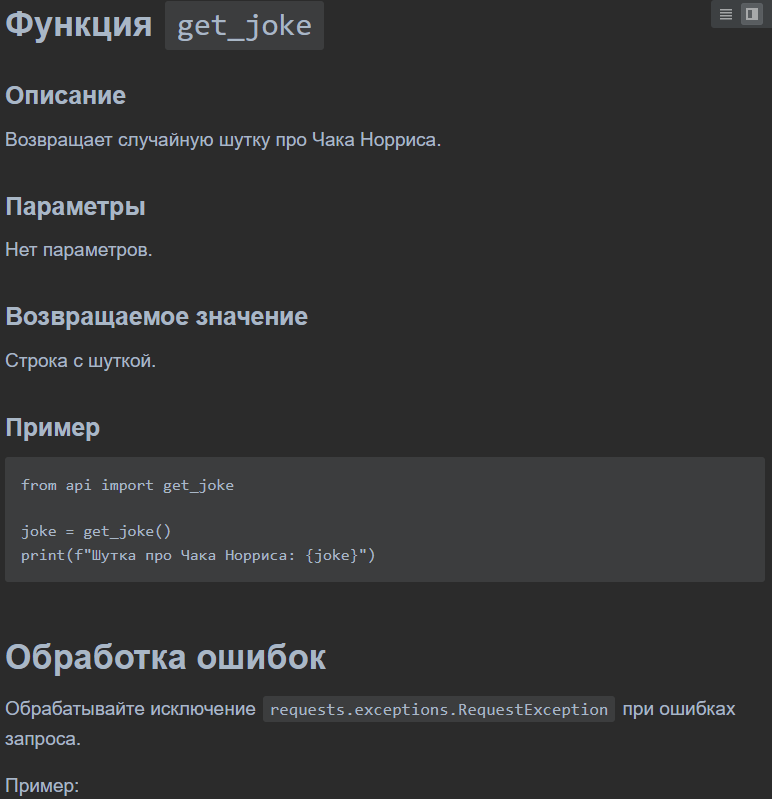 Функция get_joke
Описание
Возвращает случайную шутку про Чака Норриса.
Параметры
Нет параметров.
Возвращаемое значение
Строка с шуткой.
Пример
from api import get_joke
joke = get_joke()
print(f"Шутка про Чака Норриса: {joke}")
Обработка ошибок
Обрабатывайте исключение requests.exceptions.RequestException при ошибках
запроса.
Пример: